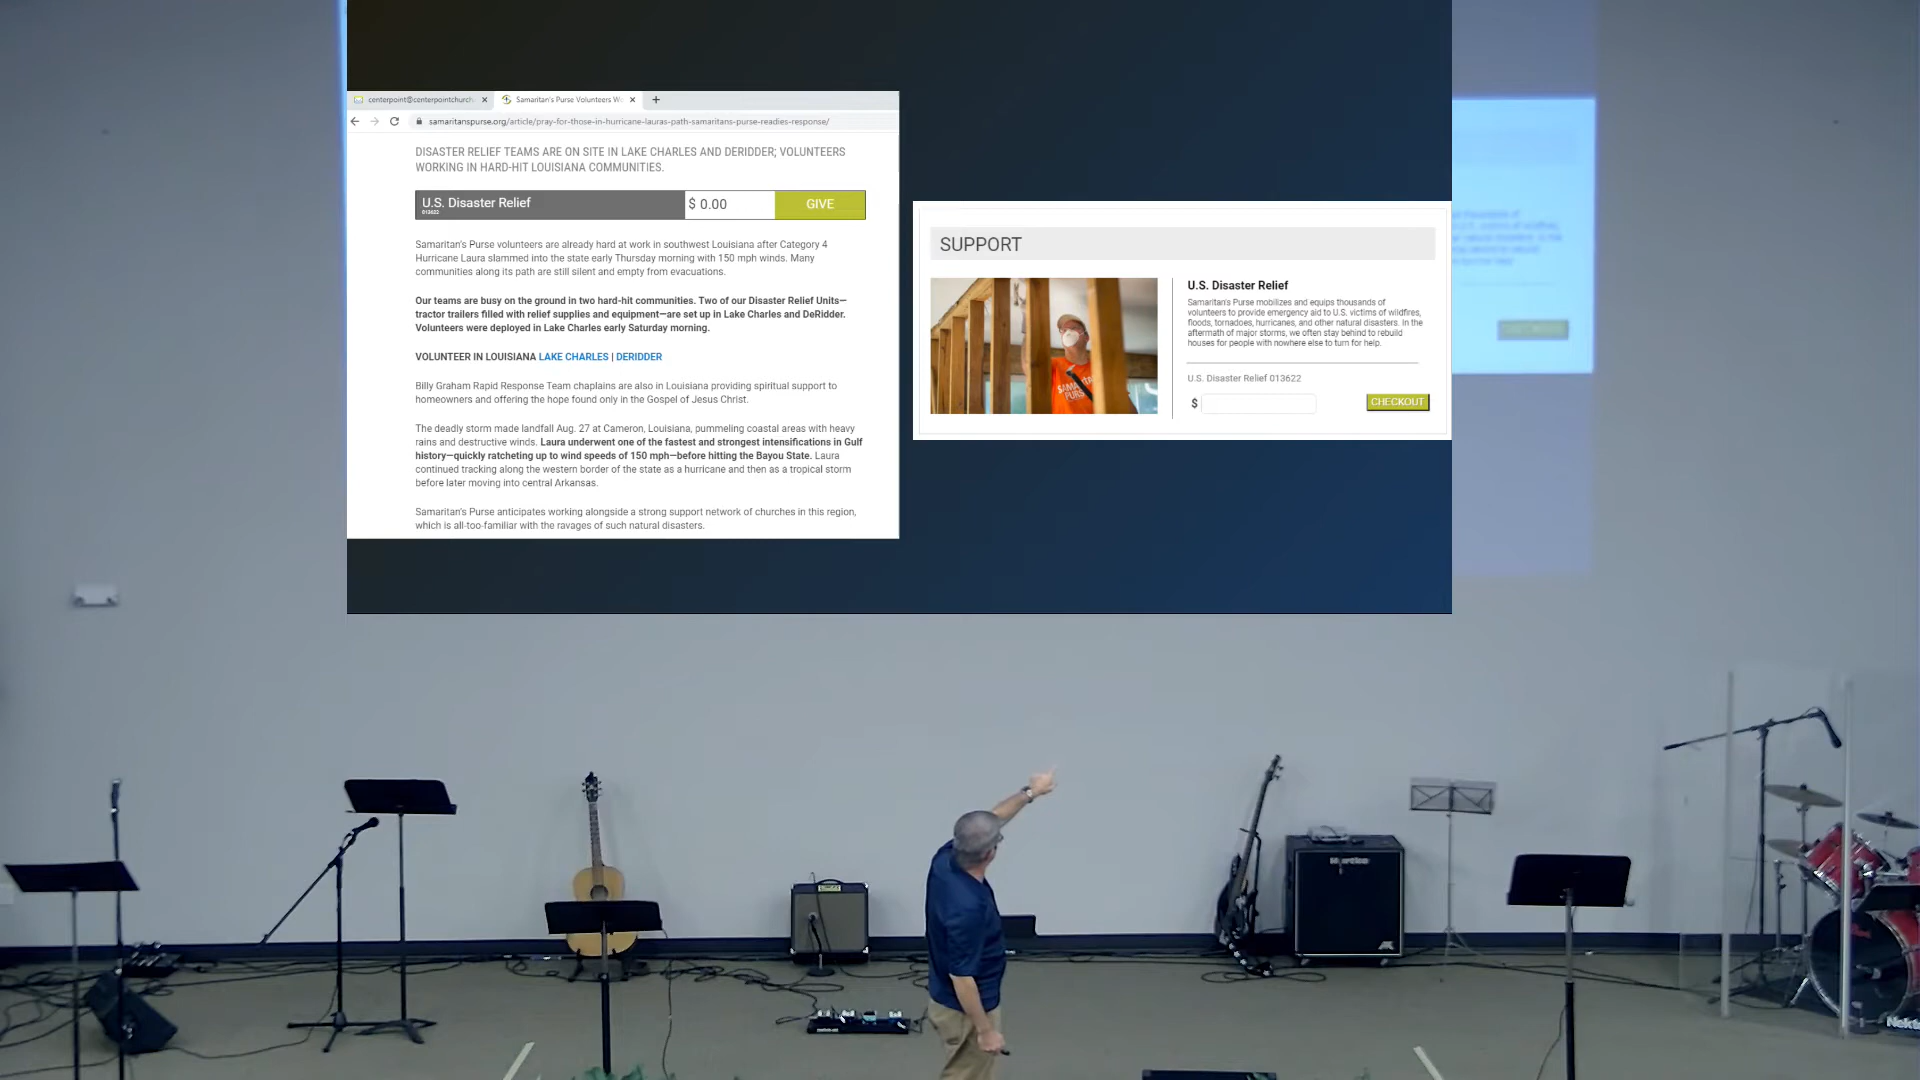 centerpoint@centerpointchurch
Samaritan's Purse Volunteers W
samaritanspurse.org/article/pray-for-those-in-hurricane-lauras-path-samaritans-purse-readies-response/
DISASTER RELIEF TEAMS ARE ON SITE IN LAKE CHARLES AND DERIDDER; VOLUNTEERS
WORKING IN HARD-HIT LOUISIANA COMMUNITIES.
U.S. Disaster Relief
013622
$ 0.00
GIVE
Samaritan's Purse volunteers are already hard at work in southwest Louisiana after Category 4
Hurricane Laura slammed into the state early Thursday morning with 150 mph winds. Many
communities along its path are still silent and empty from evacuations.
Our teams are busy on the ground in two hard-hit communities. Two of our Disaster Relief Units—
tractor trailers filled with relief supplies and equipment—are set up in Lake Charles and DeRidder.
Volunteers were deployed in Lake Charles early Saturday morning.
VOLUNTEER IN LOUISIANA LAKE CHARLES | DERIDDER
Billy Graham Rapid Response Team chaplains are also in Louisiana providing spiritual support to
homeowners and offering the hope found only in the Gospel of Jesus Christ.
The deadly storm made landfall Aug. 27 at Cameron, Louisiana, pummeling coastal areas with heavy
rains and destructive winds. Laura underwent one of the fastest and strongest intensifications in Gulf
history—quickly ratcheting up to wind speeds of 150 mph—before hitting the Bayou State. Laura
continued tracking along the western border of the state as a hurricane and then as a tropical storm
before later moving into central Arkansas.
Samaritan's Purse anticipates working alongside a strong support network of churches in this region,
which is all-too-familiar with the ravages of such natural disasters.
SUPPORT
SAMARITAN'S
PURSE
U.S. Disaster Relief
Samaritan's Purse mobilizes and equips thousands of
volunteers to provide emergency aid to U.S. victims of wildfires,
floods, tornadoes, hurricanes, and other natural disasters. In the
aftermath of major storms, we often stay behind to rebuild
houses for people with nowhere else to turn for help.
U.S. Disaster Relief 013622
$
CHECKOUT
Hartke